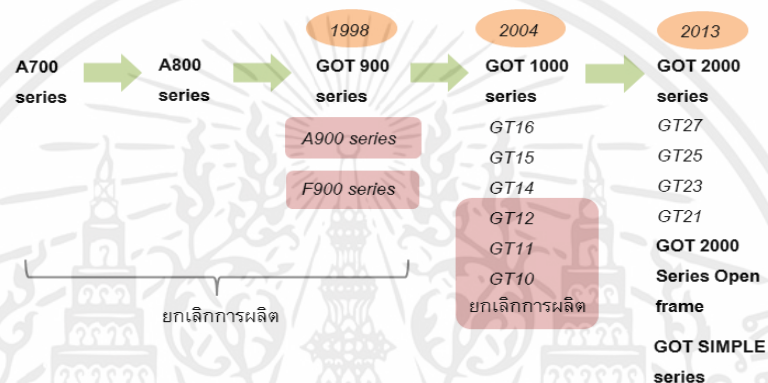 1998
2004
2013
A700
series
A800
series
GOT 900
series
GOT 1000
series
GOT 2000
series
A900 series
F900 series
GT16
GT15
GT14
GT12
GT11
GT10
ยกเลิกการผลิต
GT27
GT25
GT23
GT21
GOT 2000
Series Open
frame
GOT SIMPLE
series
ยกเลิกการผลิต